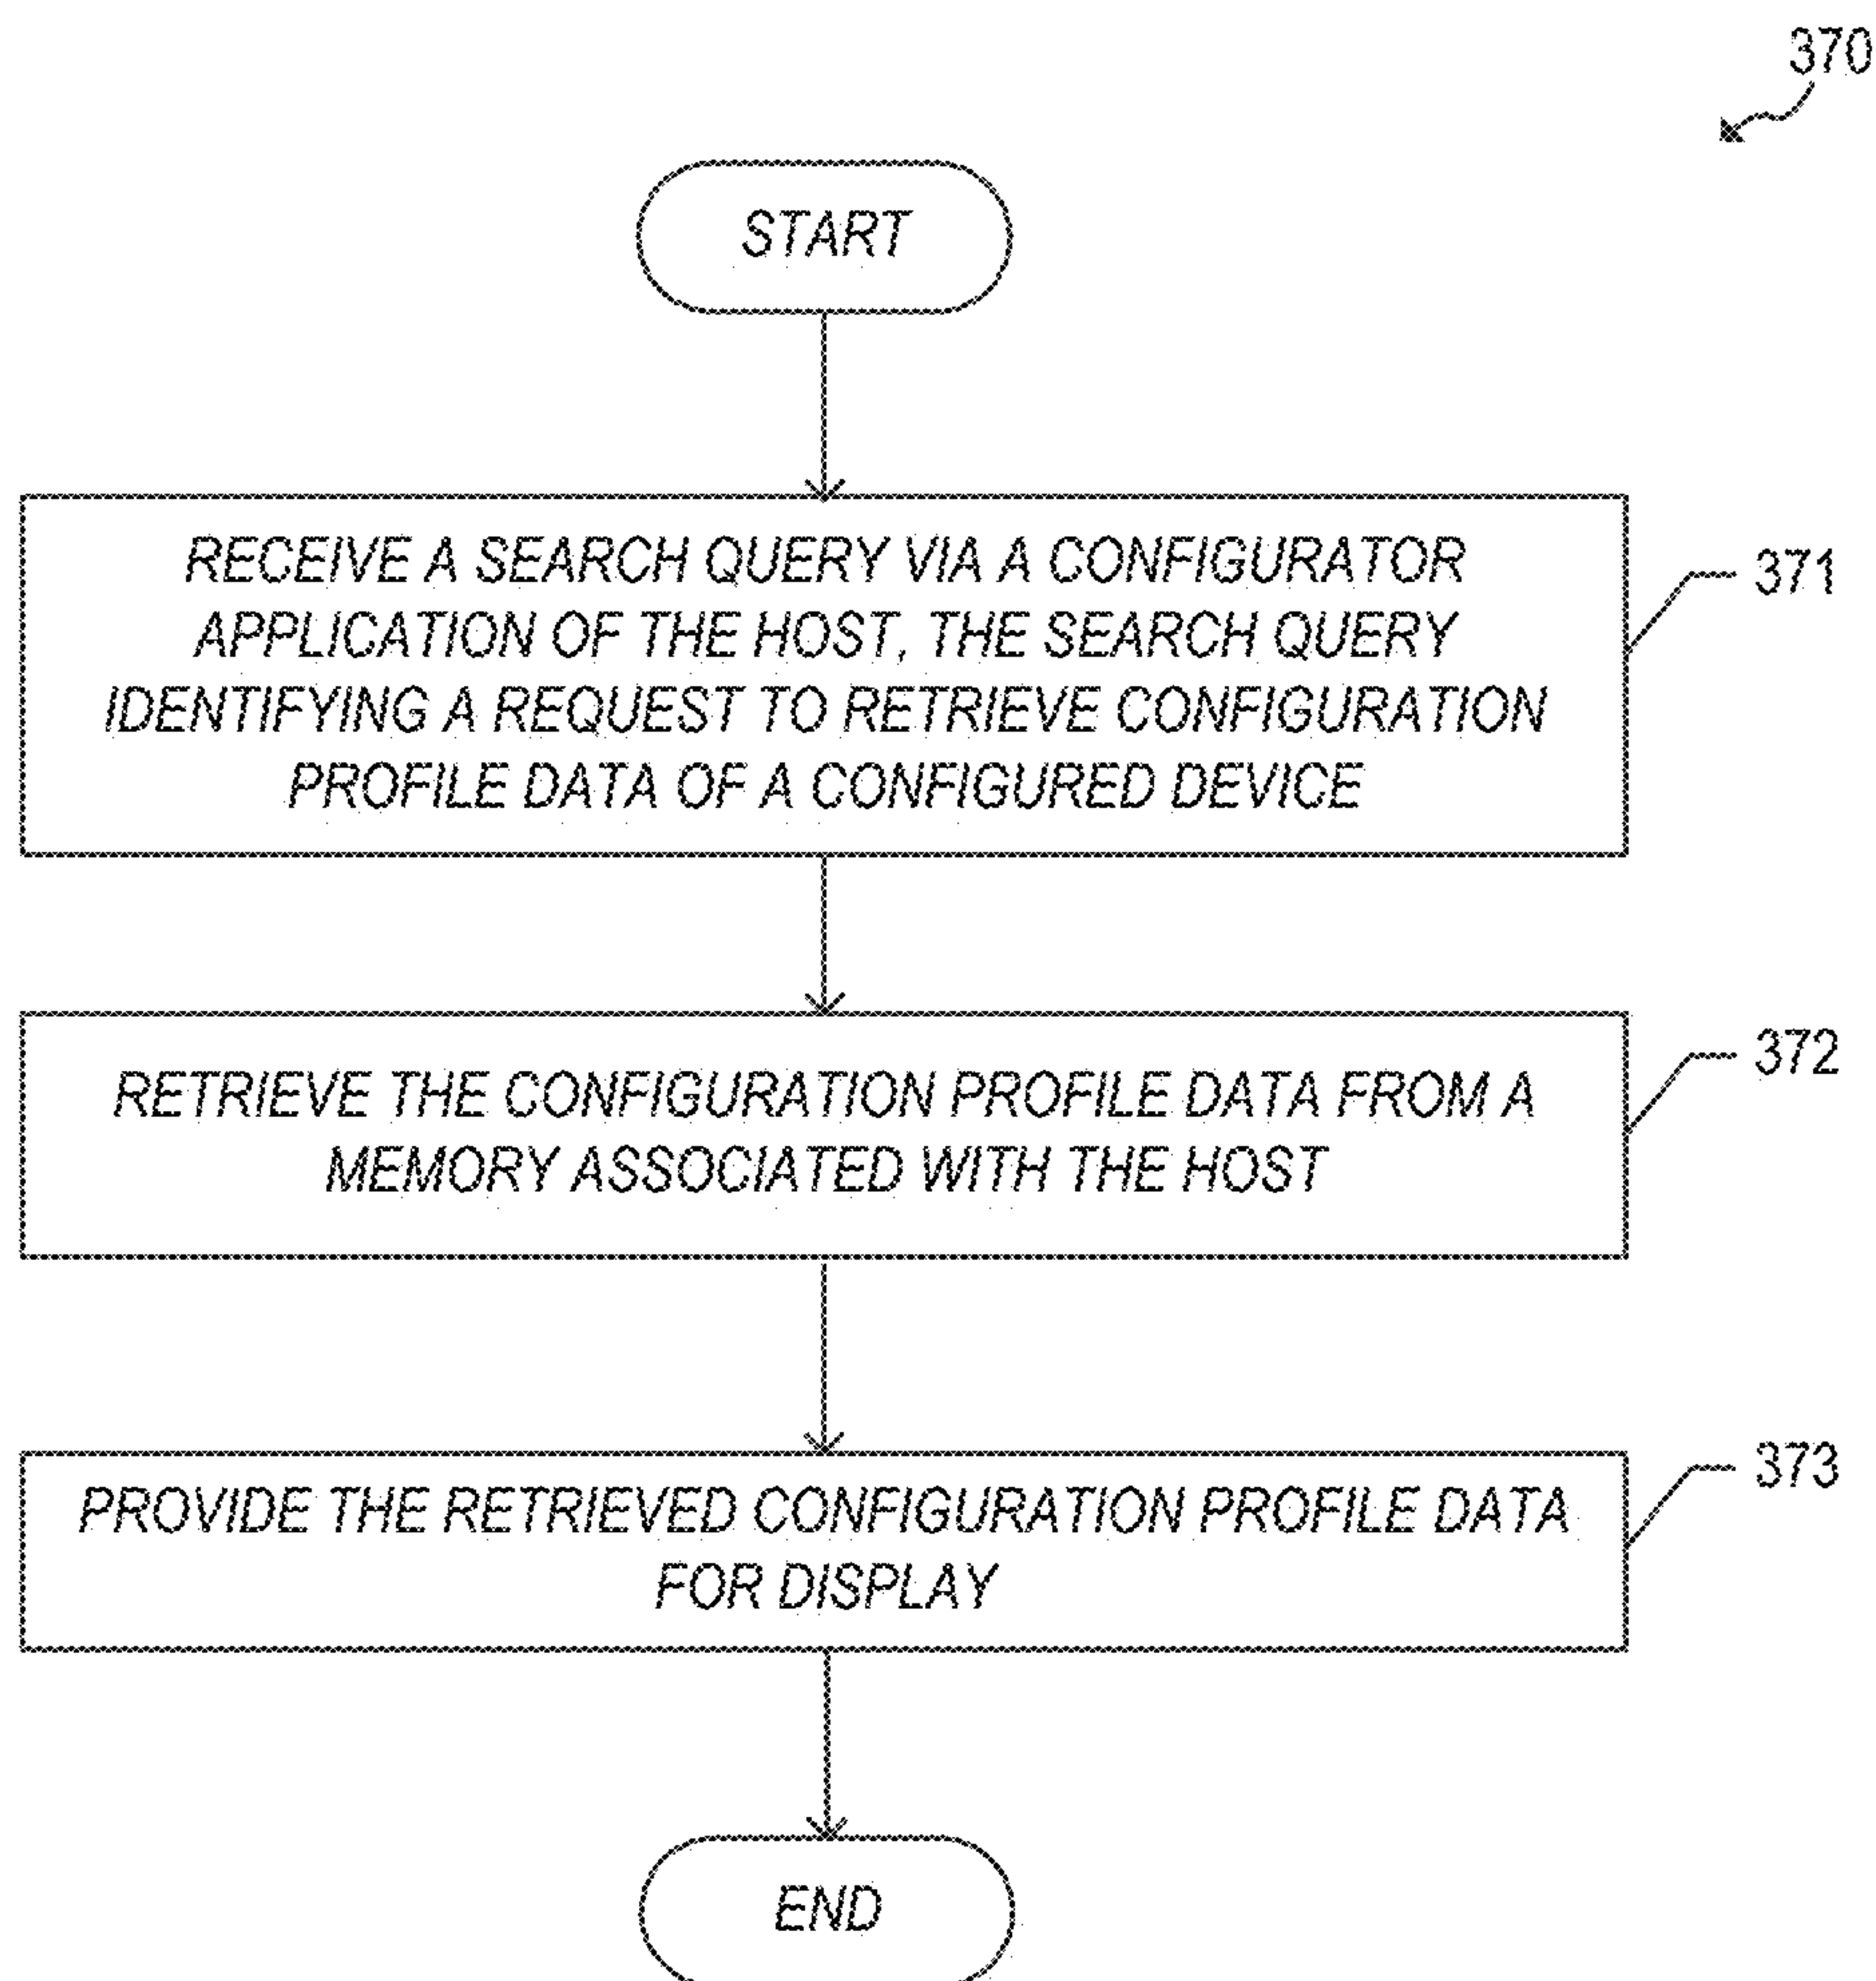 370
START
RECEIVE A SEARCH QUERY VIA A CONFIGURATOR
APPLICATION OF THE HOST, THE SEARCH QUERY
IDENTIFYING A REQUEST TO RETRIEVE CONFIGURATION
PROFILE DATA OF A CONFIGURED DEVICE
371
RETRIEVE THE CONFIGURATION PROFILE DATA FROM A
MEMORY ASSOCIATED WITH THE HOST
372
PROVIDE THE RETRIEVED CONFIGURATION PROFILE DATA
FOR DISPLAY
373
END